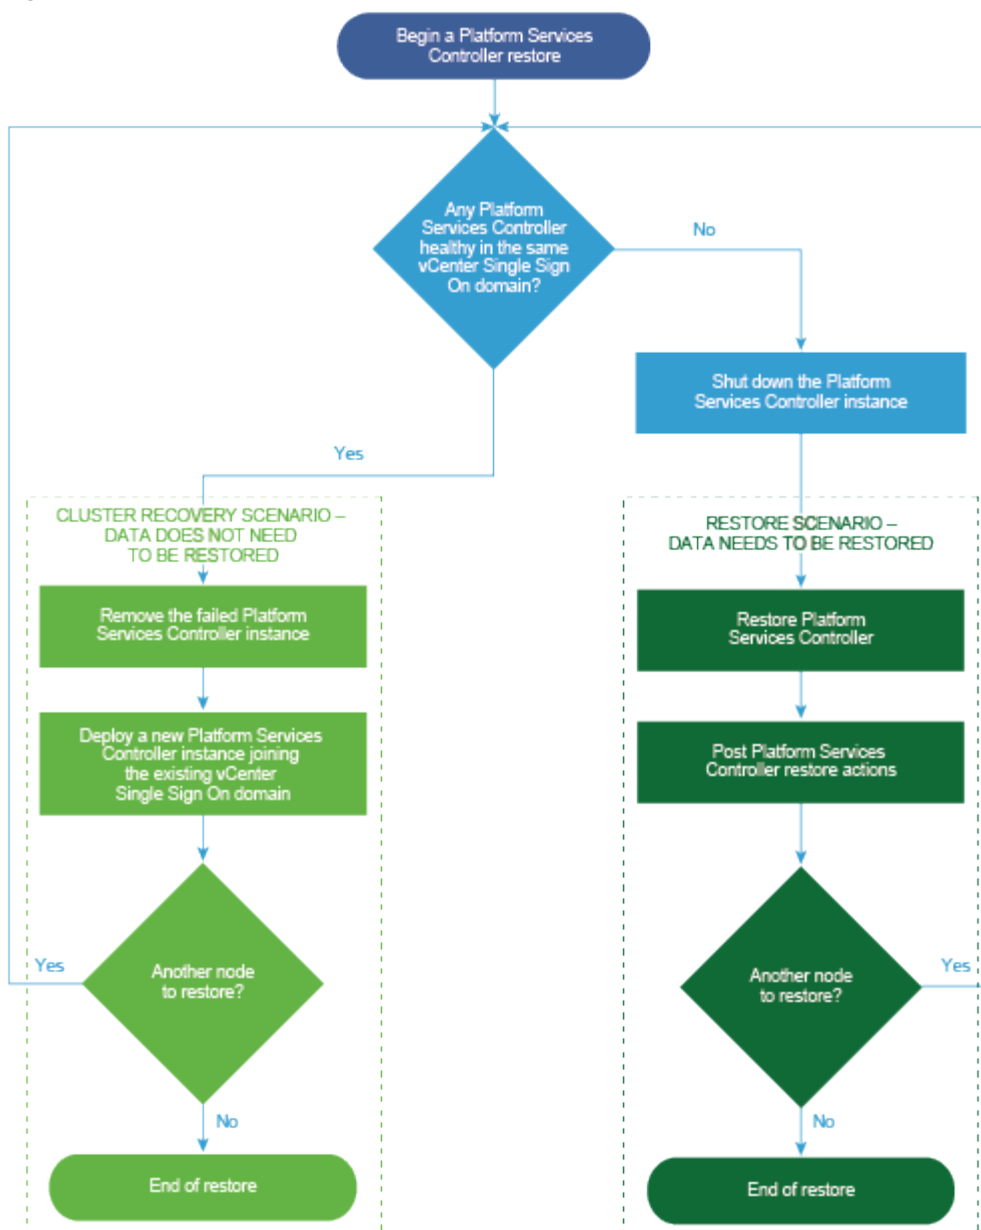 Begin a Platform Services
Controller restore
Any Platform
Services Controller
healthy in the same
vCenter Single Sign
On domain?
No
Shut down the Platform
Services Controller instance
Yes
CLUSTER RECOVERY SCENARIO –
DATA DOES NOT NEED
TO BE RESTORED
Remove the failed Platform
Services Controller instance
Deploy a new Platform Services
Controller instance joining
the existing vCenter
Single Sign On domain
Another node
to restore?
Yes
No
End of restore
RESTORE SCENARIO –
DATA NEEDS TO BE RESTORED
Restore Platform
Services Controller
Post Platform Services
Controller restore actions
Another node
to restore?
Yes
No
End of restore